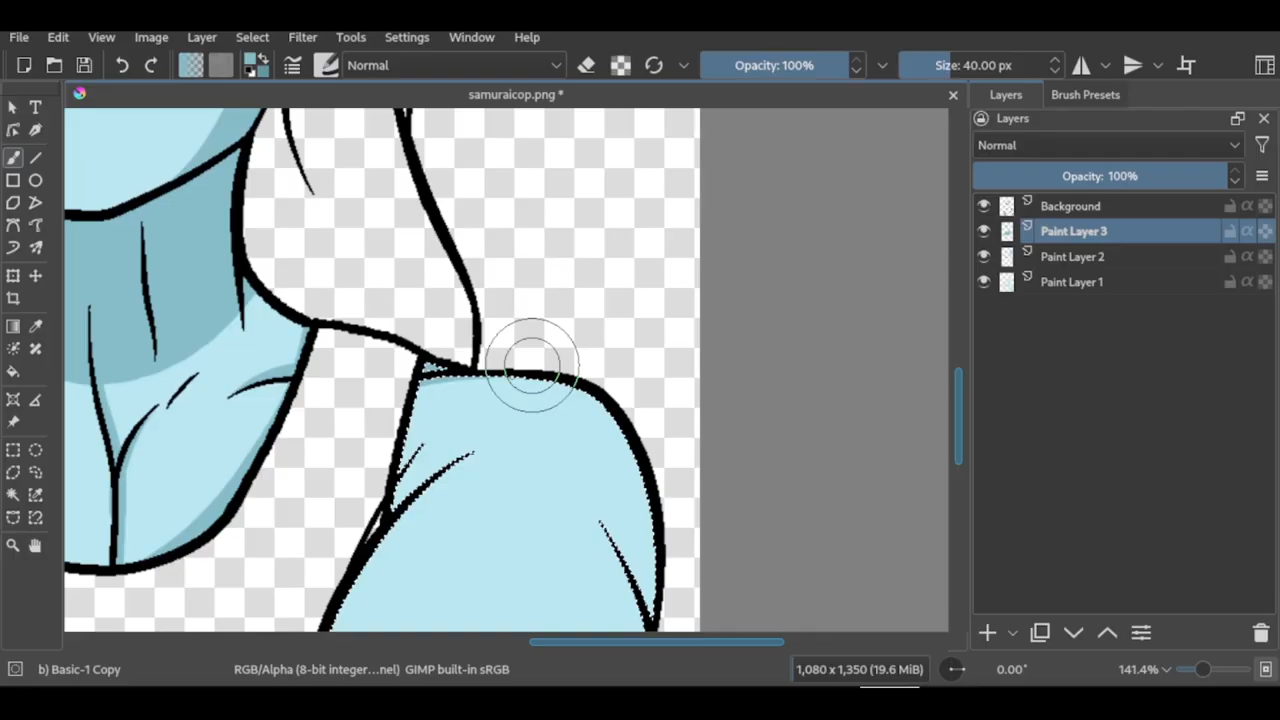 File Edit View Image Layer Select Filter Tools Settings Window Help
Normal Opacity: 100% Size: 40.00 px
samuraicop.png *
Layers Brush Presets
Layers
Normal
Opacity: 100%
Background
Paint Layer 3
Paint Layer 2
Paint Layer 1
b) Basic-1 Copy RGB/Alpha (8-bit integer...nel) GIMP built-in sRGB 1,080 x 1,350 (19.6 MiB) 0.00° 141.4%